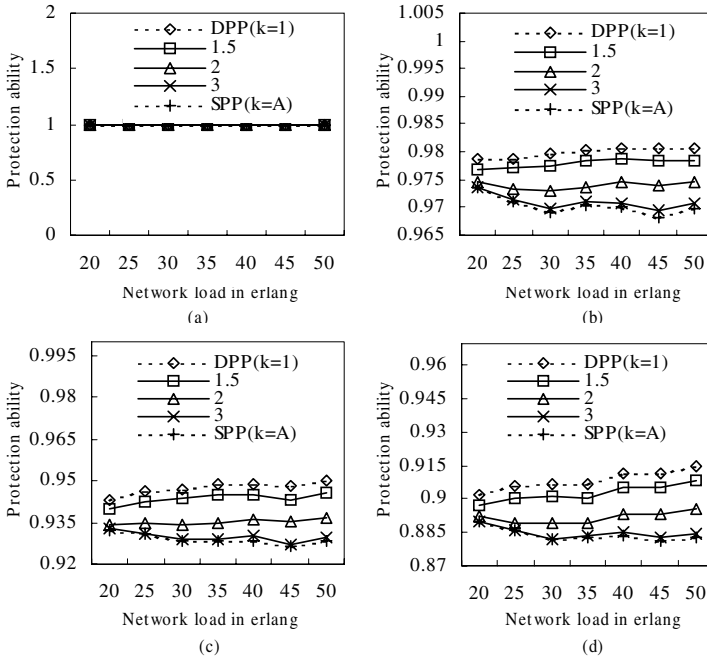 2
1.5
1
0.5
0
Protection ability
DPP(k=1)
1.5
2
3
SPP(k=A)
20 25 30 35 40 45 50
Network load in erlang
(a)
1.005
1
0.995
0.99
0.985
0.98
0.975
0.97
0.965
Protection ability
DPP(k=1)
1.5
2
3
SPP(k=A)
20 25 30 35 40 45 50
Network load in erlang
(b)
0.995
0.98
0.965
0.95
0.935
0.92
Protection ability
DPP(k=1)
1.5
2
3
SPP(k=A)
20 25 30 35 40 45 50
Network load in erlang
(c)
0.96
0.945
0.93
0.915
0.9
0.885
0.87
Protection ability
DPP(k=1)
1.5
2
3
SPP(k=A)
20 25 30 35 40 45 50
Network load in erlang
(d)